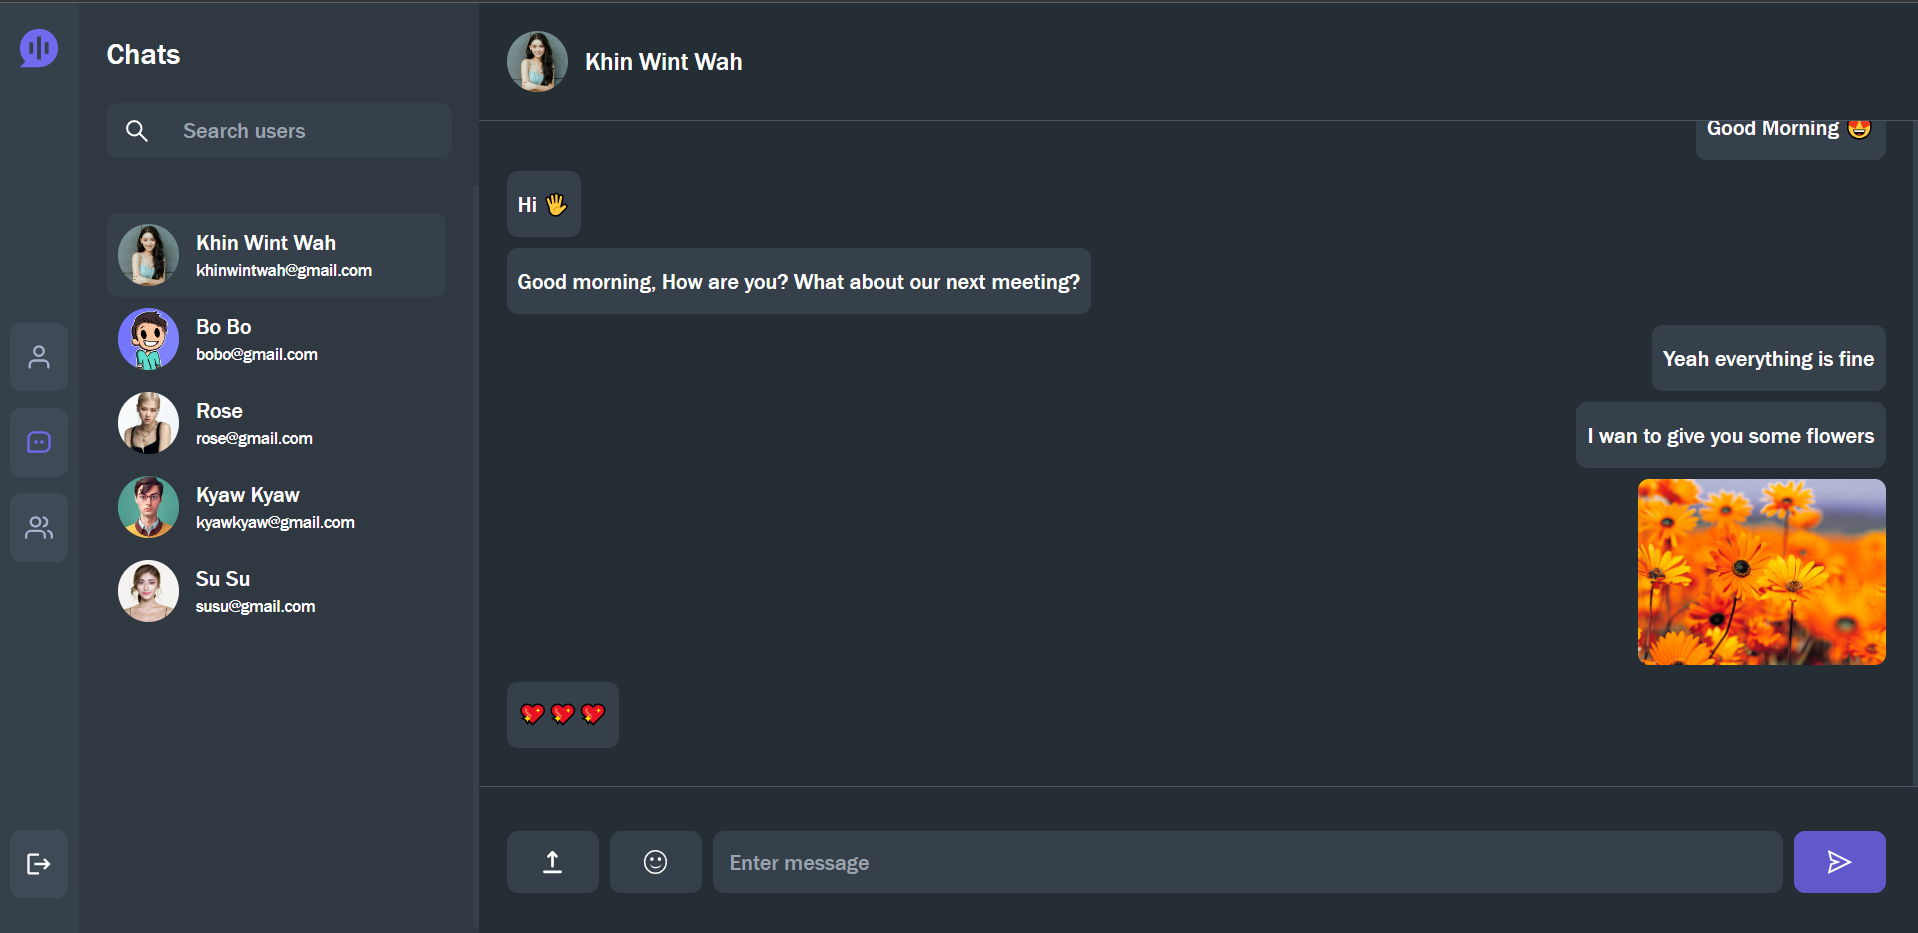 Chats
Search users
Khin Wint Wah
khinwintwah@gmail.com
Bo Bo
bobo@gmail.com
Rose
rose@gmail.com
Kyaw Kyaw
kyawkyaw@gmail.com
Su Su
susu@gmail.com
Khin Wint Wah
Good Morning 😍
Hi 🖐
Good morning, How are you? What about our next meeting?
Yeah everything is fine
I wan to give you some flowers
💖💖💖
Enter message